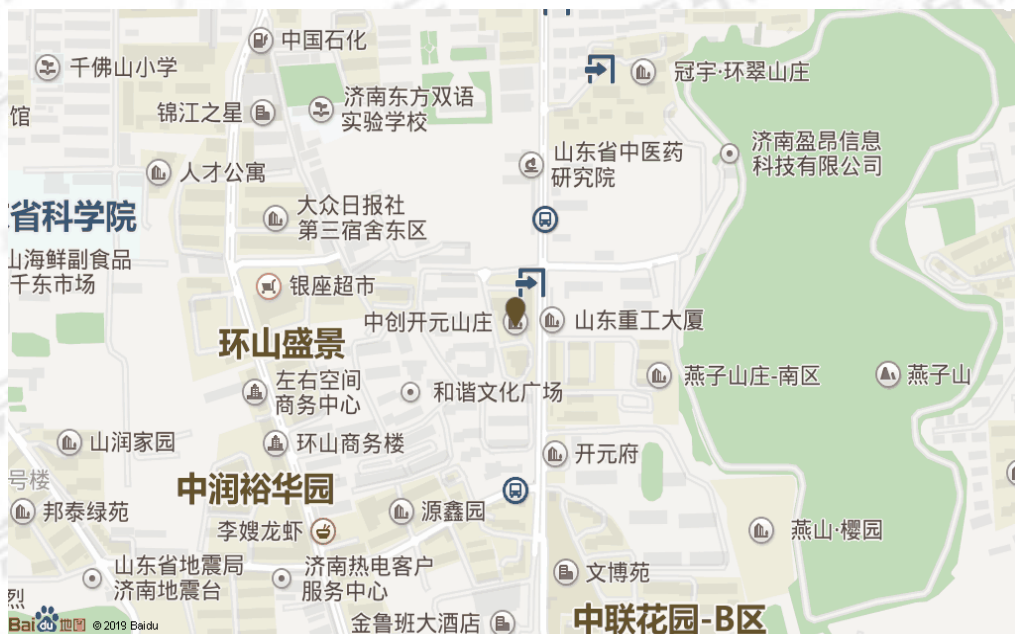 中国石化
千佛山小学
冠宇·环翠山庄
济南东方双语
实验学校
锦江之星
馆
济南盈昂信息
科技有限公司
山东省中医药
研究院
人才公寓
大众日报社
第三宿舍东区
省科学院
山海鲜副食品
千东市场
银座超市
中创开元山庄
山东重工大厦
环山盛景
左右空间
商务中心
和谐文化广场
燕子山庄-南区
燕子山
山润家园
环山商务楼
开元府
号楼
中润裕华园
邦泰绿苑
源鑫园
李嫂龙虾
燕山·樱园
山东省地震局
济南地震台
济南热电客户
服务中心
文博苑
烈
金鲁班大酒店
中联花园-B区
Bai du 地图 © 2019 Baidu